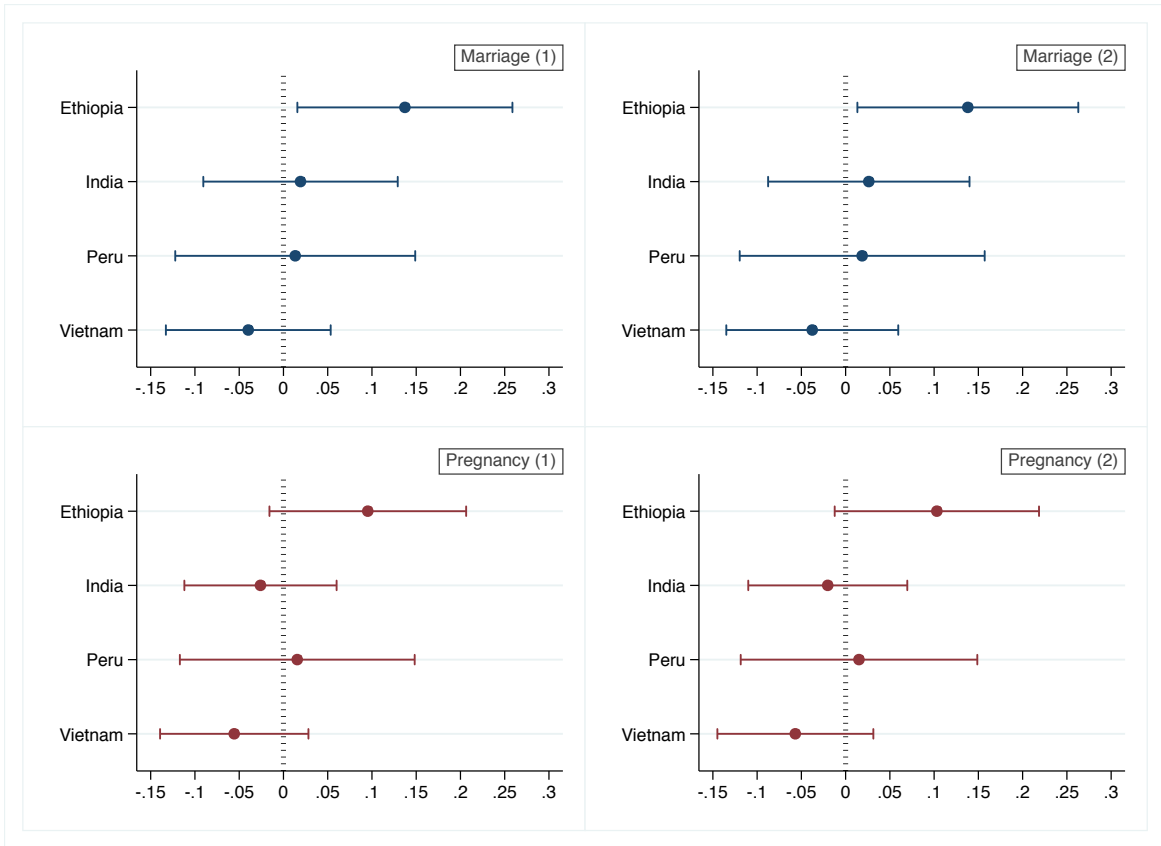 Marriage (1)
Ethiopia
India
Peru
Vietnam
-.15 -.1 -.05 0 .05 .1 .15 .2 .25 .3
Marriage (2)
Ethiopia
India
Peru
Vietnam
-.15 -.1 -.05 0 .05 .1 .15 .2 .25 .3
Pregnancy (1)
Ethiopia
India
Peru
Vietnam
-.15 -.1 -.05 0 .05 .1 .15 .2 .25 .3
Pregnancy (2)
Ethiopia
India
Peru
Vietnam
-.15 -.1 -.05 0 .05 .1 .15 .2 .25 .3